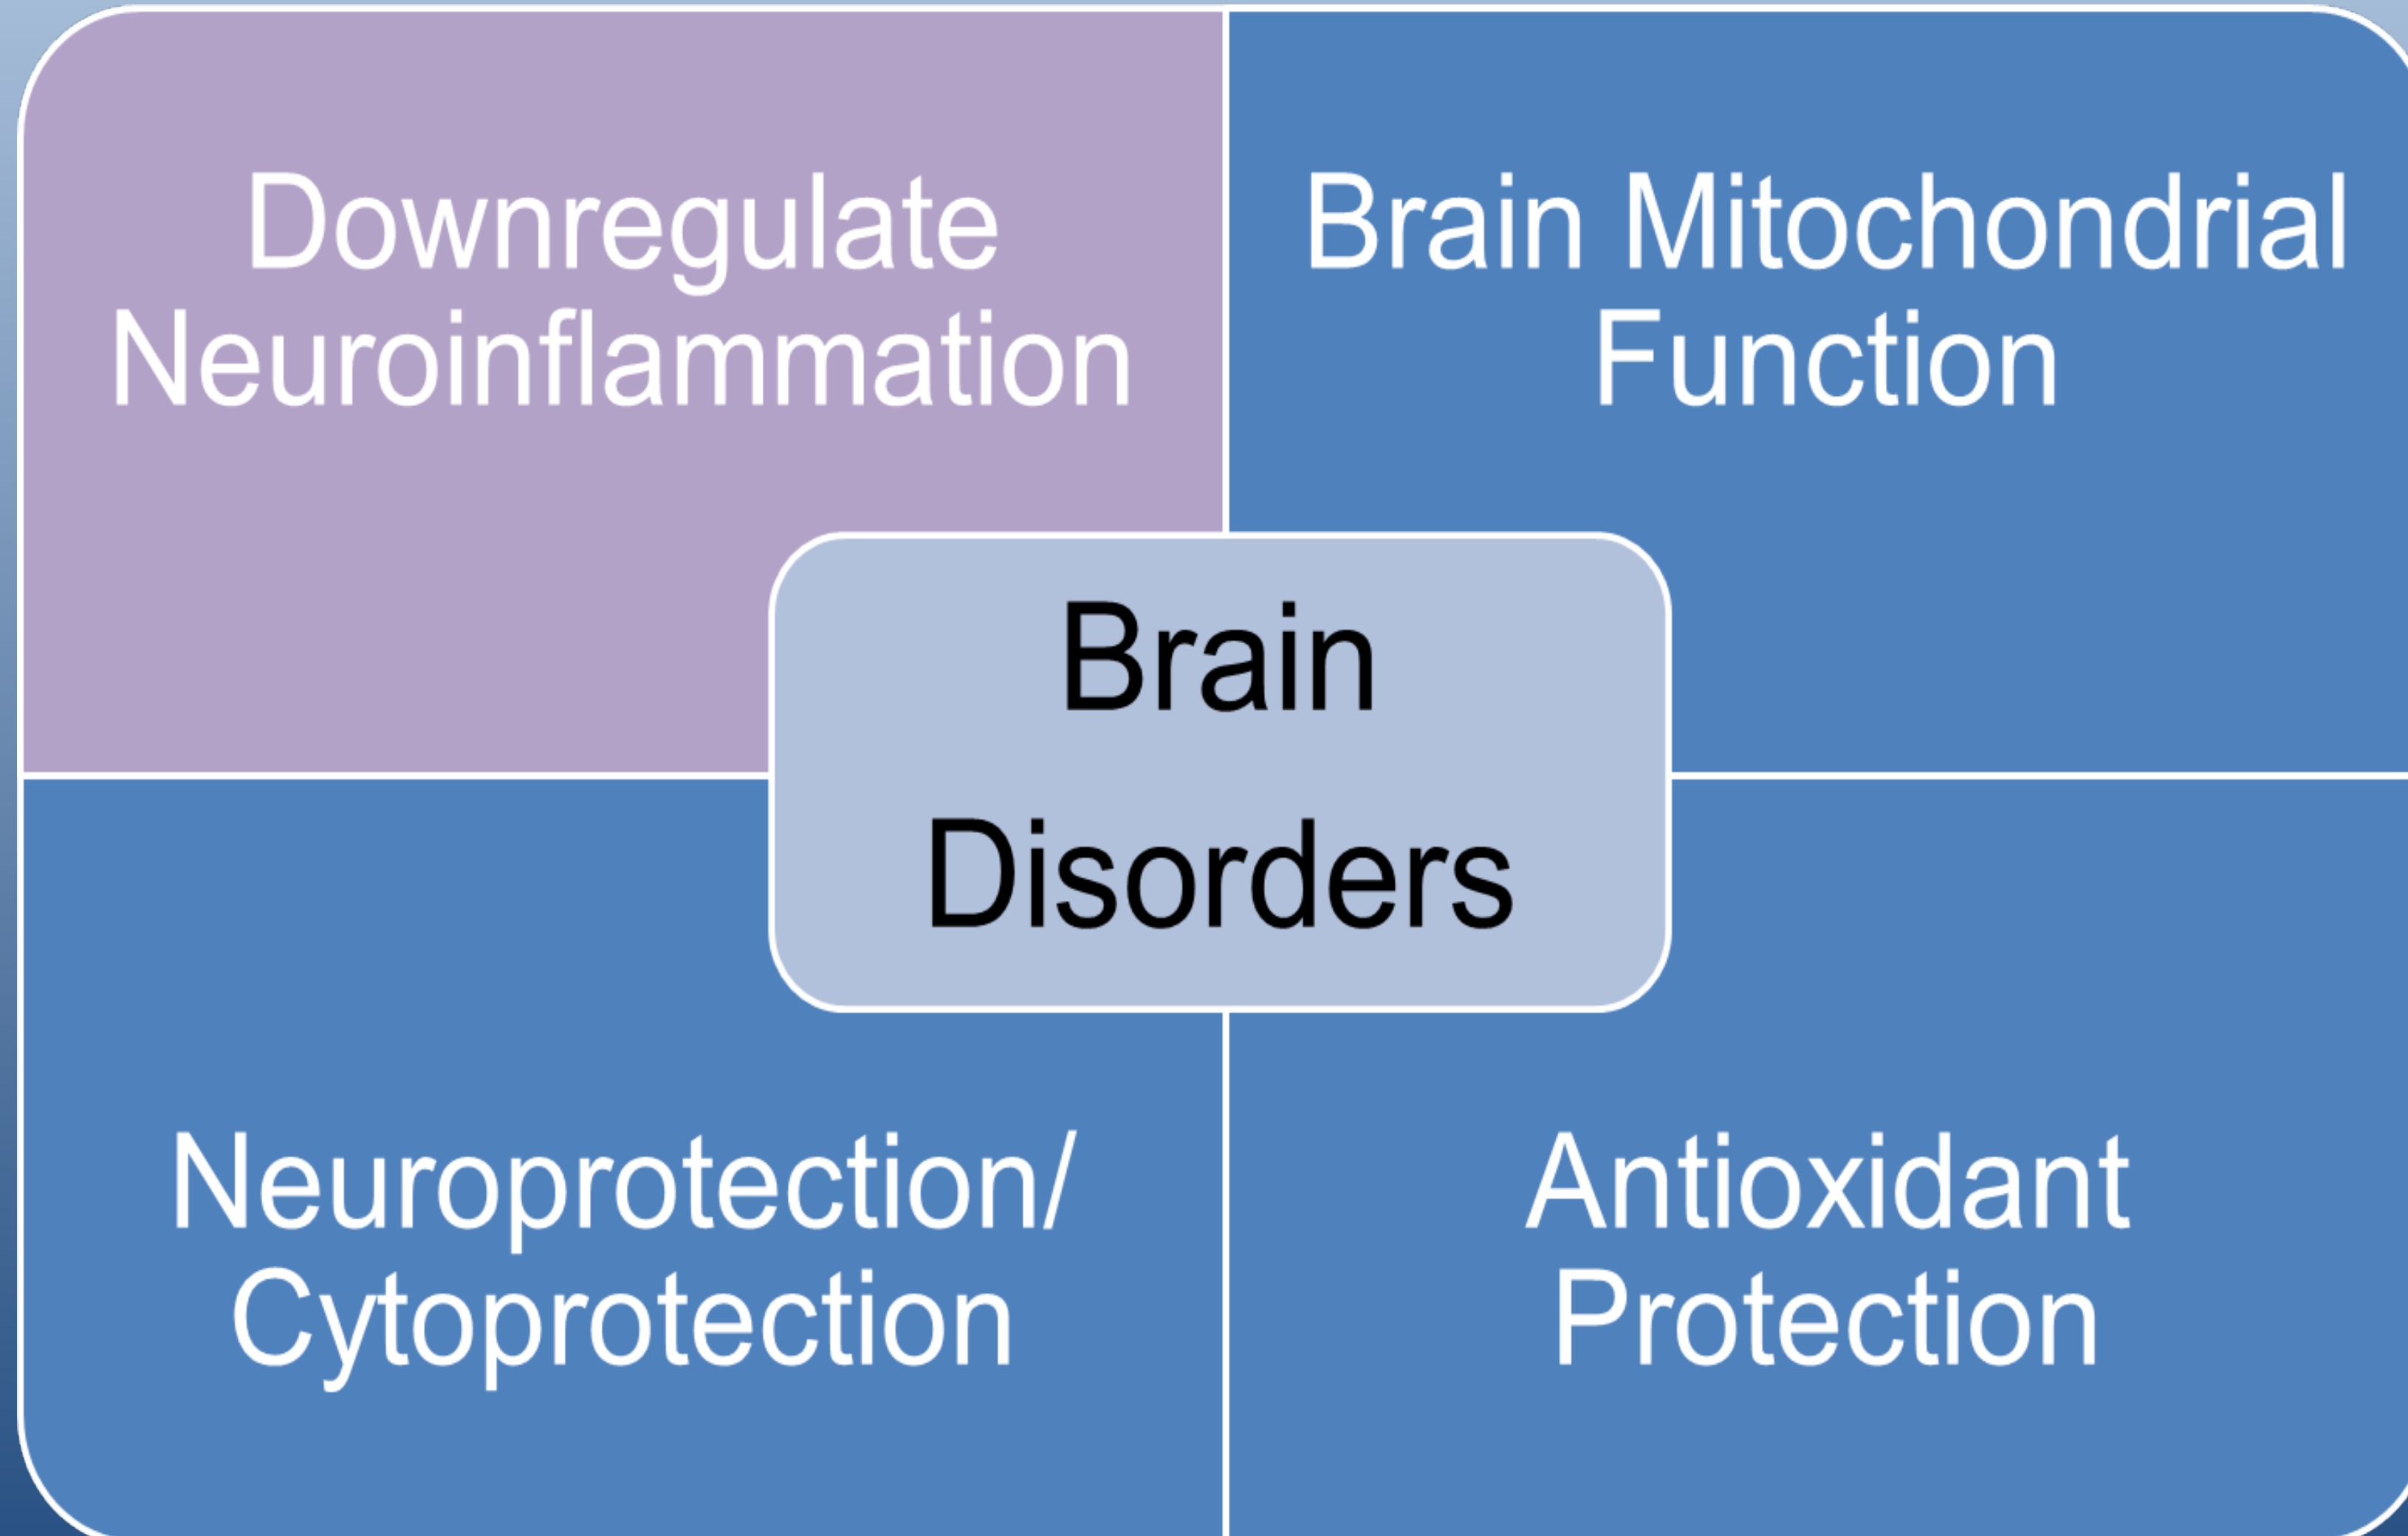 Downregulate
Neuroinflammation
Brain Mitochondrial
Function
Brain
Disorders
Neuroprotection/
Cytoprotection
Antioxidant
Protection